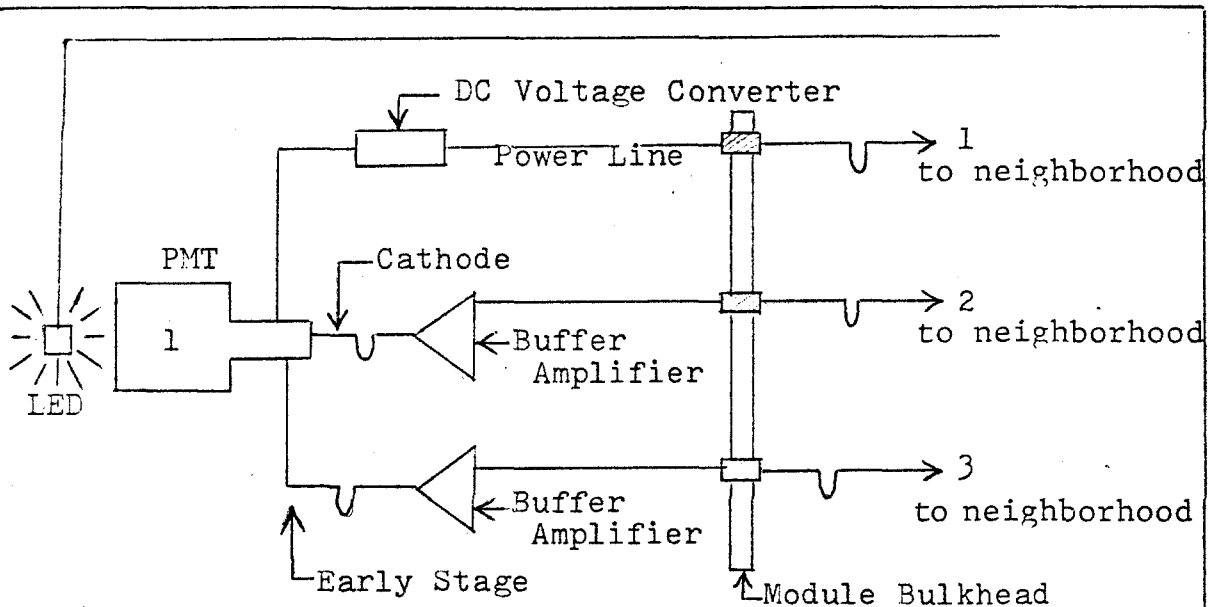 DC Voltage Converter
Power Line
1
to neighborhood
PMT
Cathode
1
LED
Buffer
Amplifier
2
to neighborhood
Buffer
Amplifier
3
to neighborhood
Early Stage
Module Bulkhead